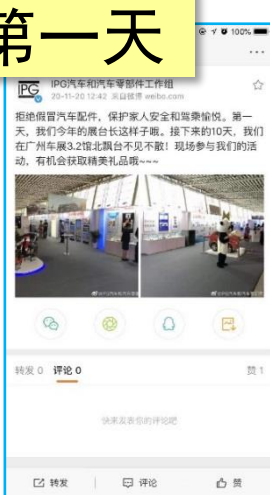 第一天
100%
IPG
IPG汽车和汽车零部件工作组
20-11-20 12:42 来自微博 weibo.com
拒绝假冒汽车配件，保护家人安全和驾乘愉悦。第一
天，我们今年的展台长这样子哦。接下来的10天，我们
在广州车展3.2馆北飘台不见不散！现场参与我们的活
动，有机会获取精美礼品哦~~~
转发 0 评论 0 赞 1
快来发表你的评论吧
转发 评论 赞